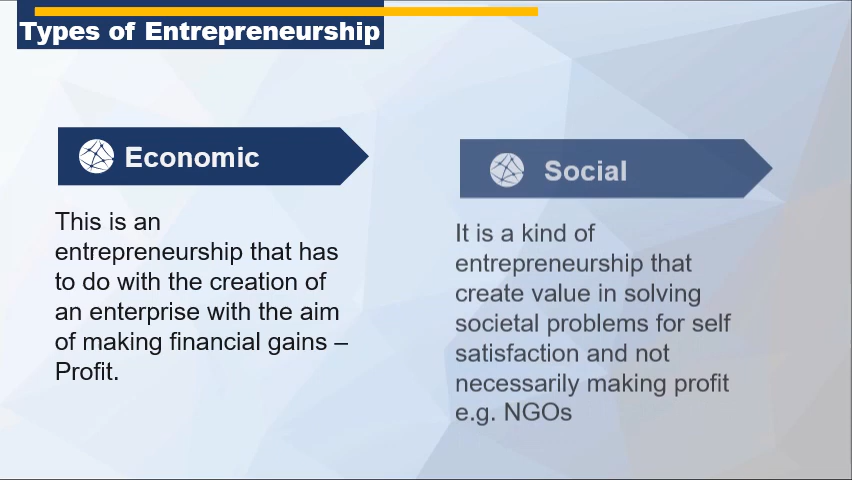 Types of Entrepreneurship
Economic
This is an
entrepreneurship that has
to do with the creation of
an enterprise with the aim
of making financial gains –
Profit.
Social
It is a kind of
entrepreneurship that
create value in solving
societal problems for self
satisfaction and not
necessarily making profit
e.g. NGOs